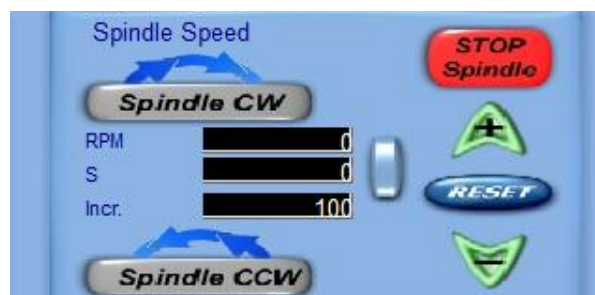 Spindle Speed
STOP
Spindle
Spindle CW
+
RPM 0
S 0
RESET
Incr. 100
Spindle CCW
-